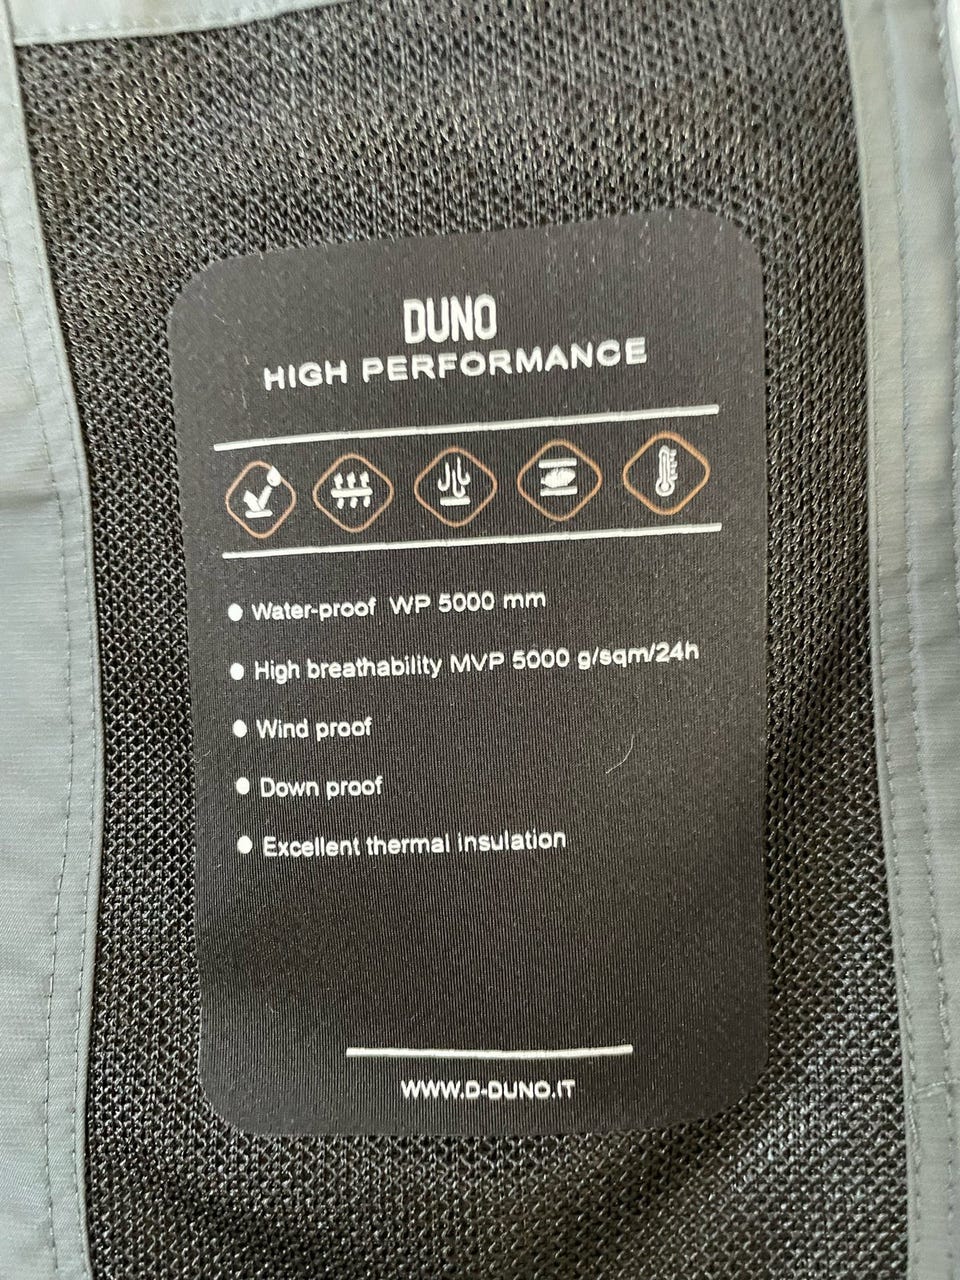 DUNO
HIGH PERFORMANCE
● Water-proof WP 5000 mm
● High breathability MVP 5000 g/sqm/24h
● Wind proof
● Down proof
● Excellent thermal insulation
WWW.D-DUNO.IT